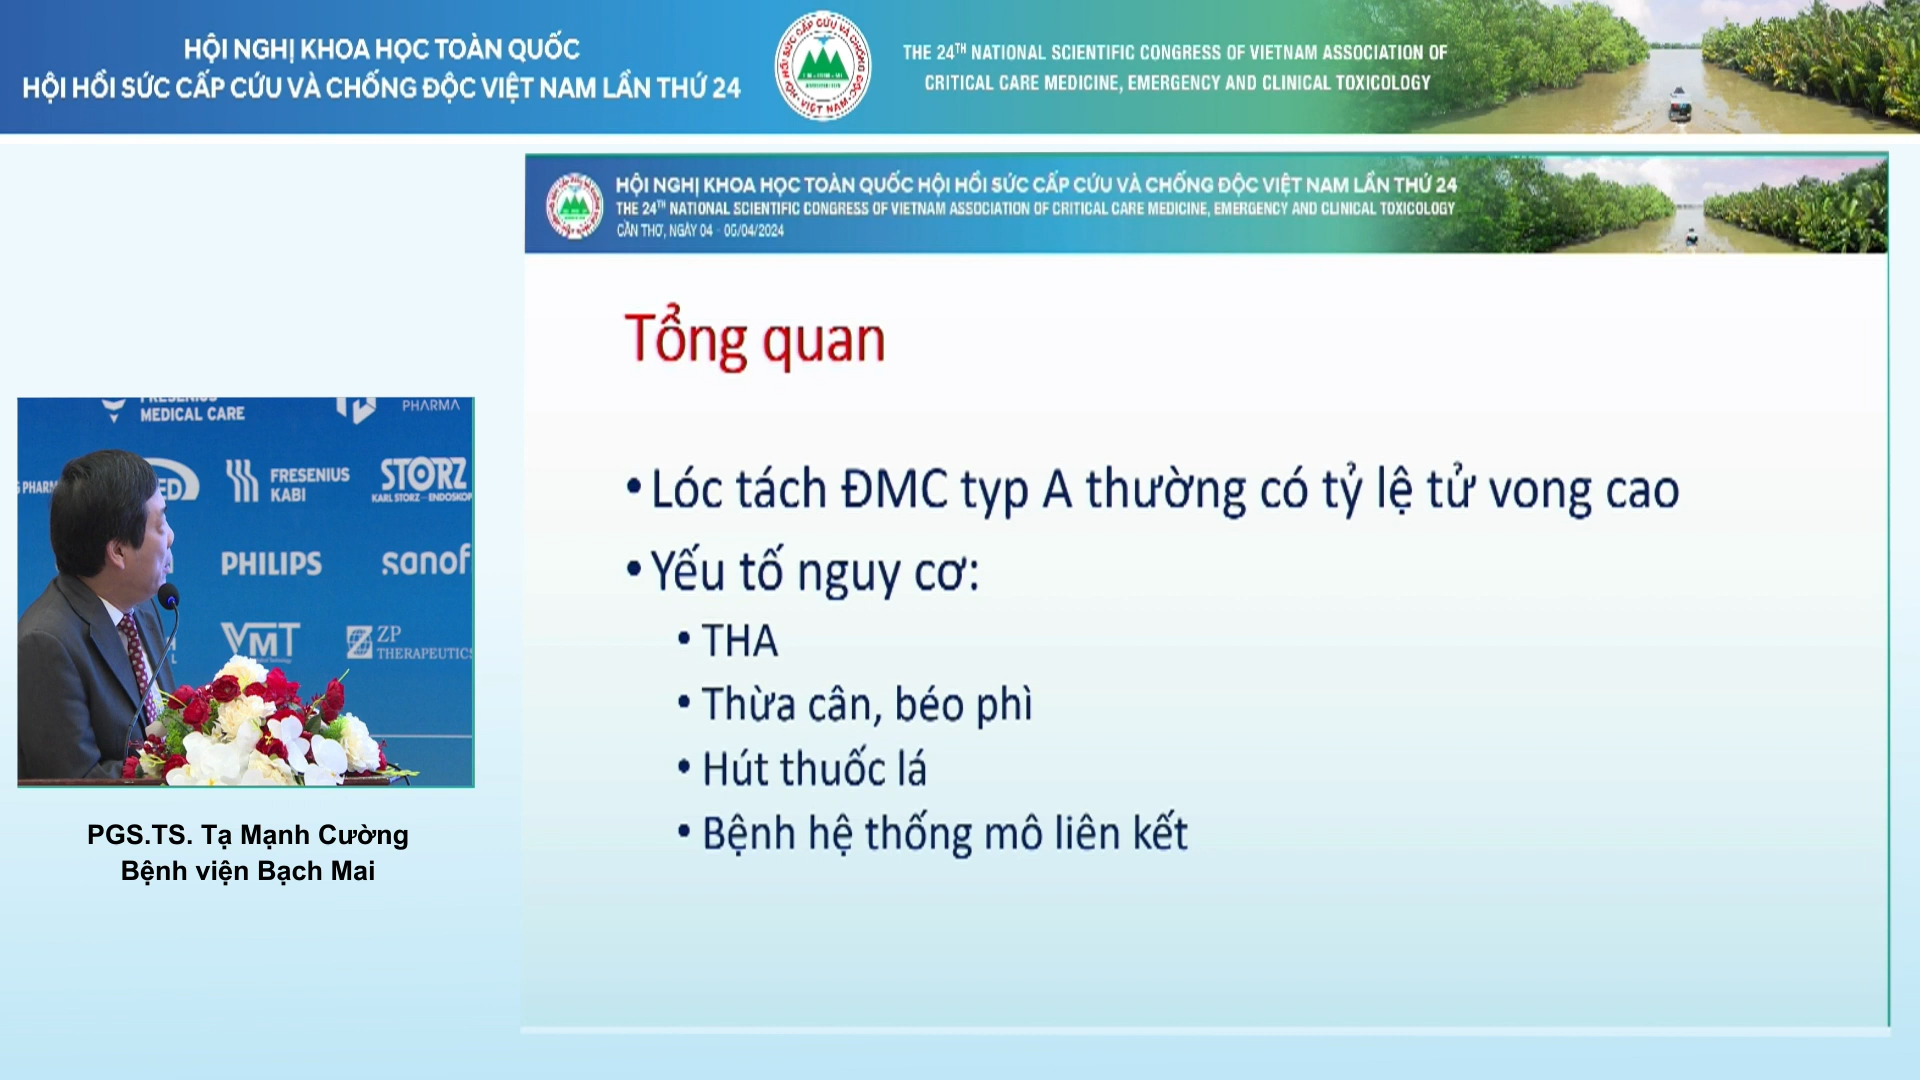 HỘI NGHỊ KHOA HỌC TOÀN QUỐC
HỘI HỒI SỨC CẤP CỨU VÀ CHỐNG ĐỘC VIỆT NAM LẦN THỨ 24
THE 24TH NATIONAL SCIENTIFIC CONGRESS OF VIETNAM ASSOCIATION OF
CRITICAL CARE MEDICINE, EMERGENCY AND CLINICAL TOXICOLOGY
HỘI NGHỊ KHOA HỌC TOÀN QUỐC HỘI HỒI SỨC CẤP CỨU VÀ CHỐNG ĐỘC VIỆT NAM LẦN THỨ 24
THE 24TH NATIONAL SCIENTIFIC CONGRESS OF VIETNAM ASSOCIATION OF CRITICAL CARE MEDICINE, EMERGENCY AND CLINICAL TOXICOLOGY
CẦN THƠ, NGÀY 04 - 06/04/2024
Tổng quan
• Lóc tách ĐMC typ A thường có tỷ lệ tử vong cao
• Yếu tố nguy cơ:
• THA
• Thừa cân, béo phì
• Hút thuốc lá
• Bệnh hệ thống mô liên kết
FRESENIUS
MEDICAL CARE
PHARMA
FRESENIUS
KABI
STORZ
KARL STORZ—ENDOSKOP
PHILIPS
sanof
VMT
ZP
THERAPEUTICS
PGS.TS. Tạ Mạnh Cường
Bệnh viện Bạch Mai